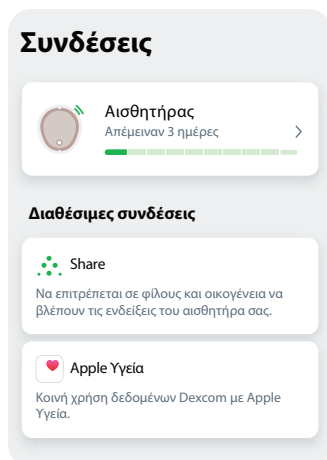 Συνδέσεις
Αισθητήρας
Απέμειναν 3 ημέρες
Διαθέσιμες συνδέσεις
Share
Να επιτρέπεται σε φίλους και οικογένεια να
βλέπουν τις ενδείξεις του αισθητήρα σας.
Apple Υγεία
Κοινή χρήση δεδομένων Dexcom με Apple
Υγεία.